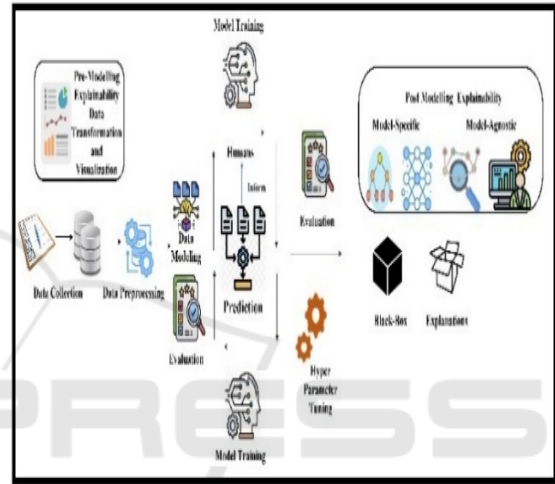 Model Training
Pre-Modelling
Explainability
Data
Transformation
and
Visualization
Post Modelling Explainability
Model-Specific
Model-Agnostic
Humans
Inform
Evaluation
Data
Modeling
Data Collection
Data Preprocessing
Prediction
Black-Box
Explanations
Evaluation
Hyper
Parameter
Tuning
Model Training
PRESS